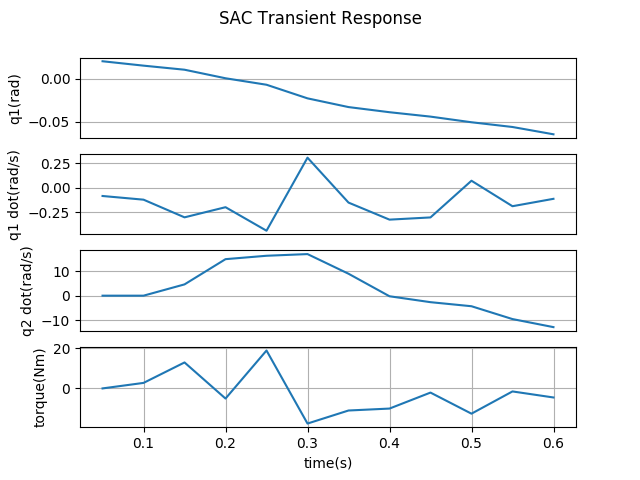 SAC Transient Response
q1(rad)
0.00
−0.05
q1 dot(rad/s)
0.25
0.00
−0.25
q2 dot(rad/s)
10
0
−10
torque(Nm)
20
0
0.1 0.2 0.3 0.4 0.5 0.6
time(s)